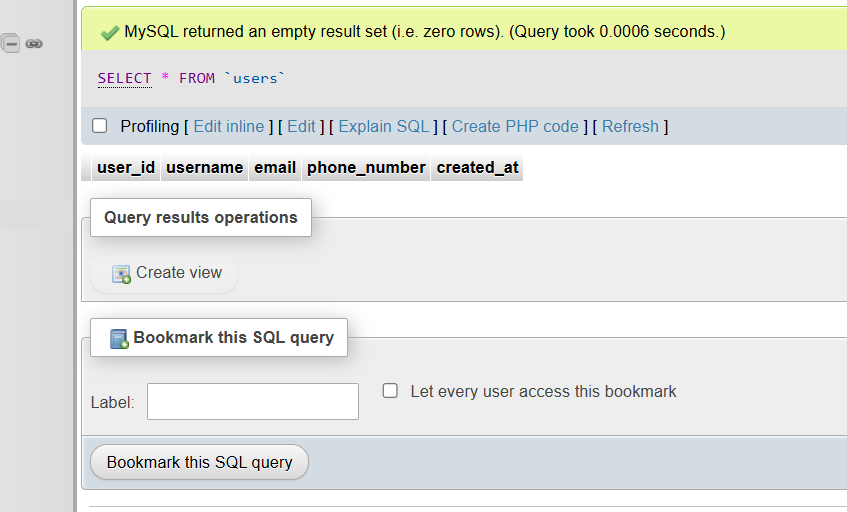 MySQL returned an empty result set (i.e. zero rows). (Query took 0.0006 seconds.)
SELECT * FROM `users`
Profiling [ Edit inline ] [ Edit ] [ Explain SQL ] [ Create PHP code ] [ Refresh ]
user_id username email phone_number created_at
Query results operations
Create view
Bookmark this SQL query
Label: Let every user access this bookmark
Bookmark this SQL query